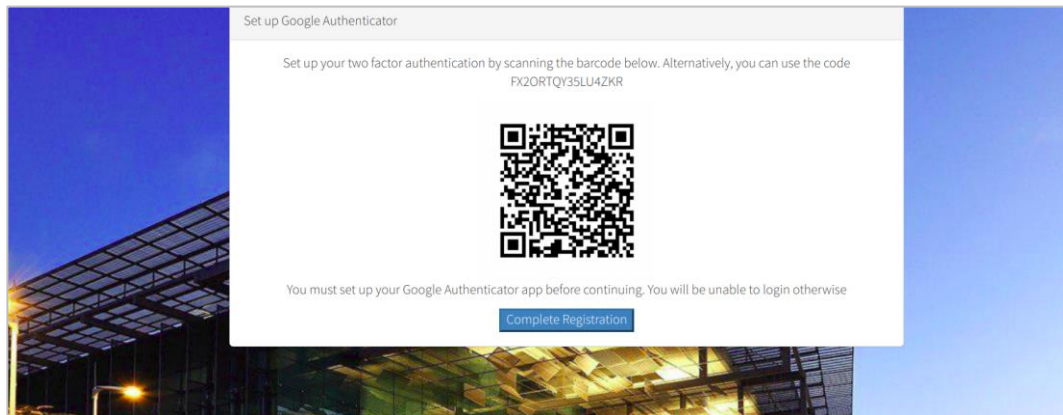 Set up Google Authenticator
Set up your two factor authentication by scanning the barcode below. Alternatively, you can use the code
FX2ORTQY35LU4ZKR
You must set up your Google Authenticator app before continuing. You will be unable to login otherwise
Complete Registration